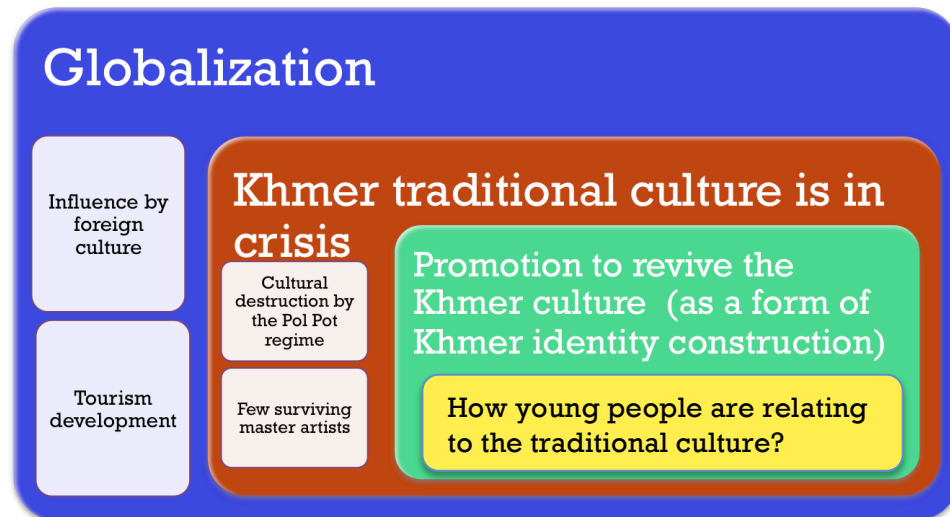 Globalization
Influence by
foreign
culture
Tourism
development
Khmer traditional culture is in
crisis
Cultural
destruction by
the Pol Pot
regime
Few surviving
master artists
Promotion to revive the
Khmer culture  (as a form of
Khmer identity construction)
How young people are relating
to the traditional culture?